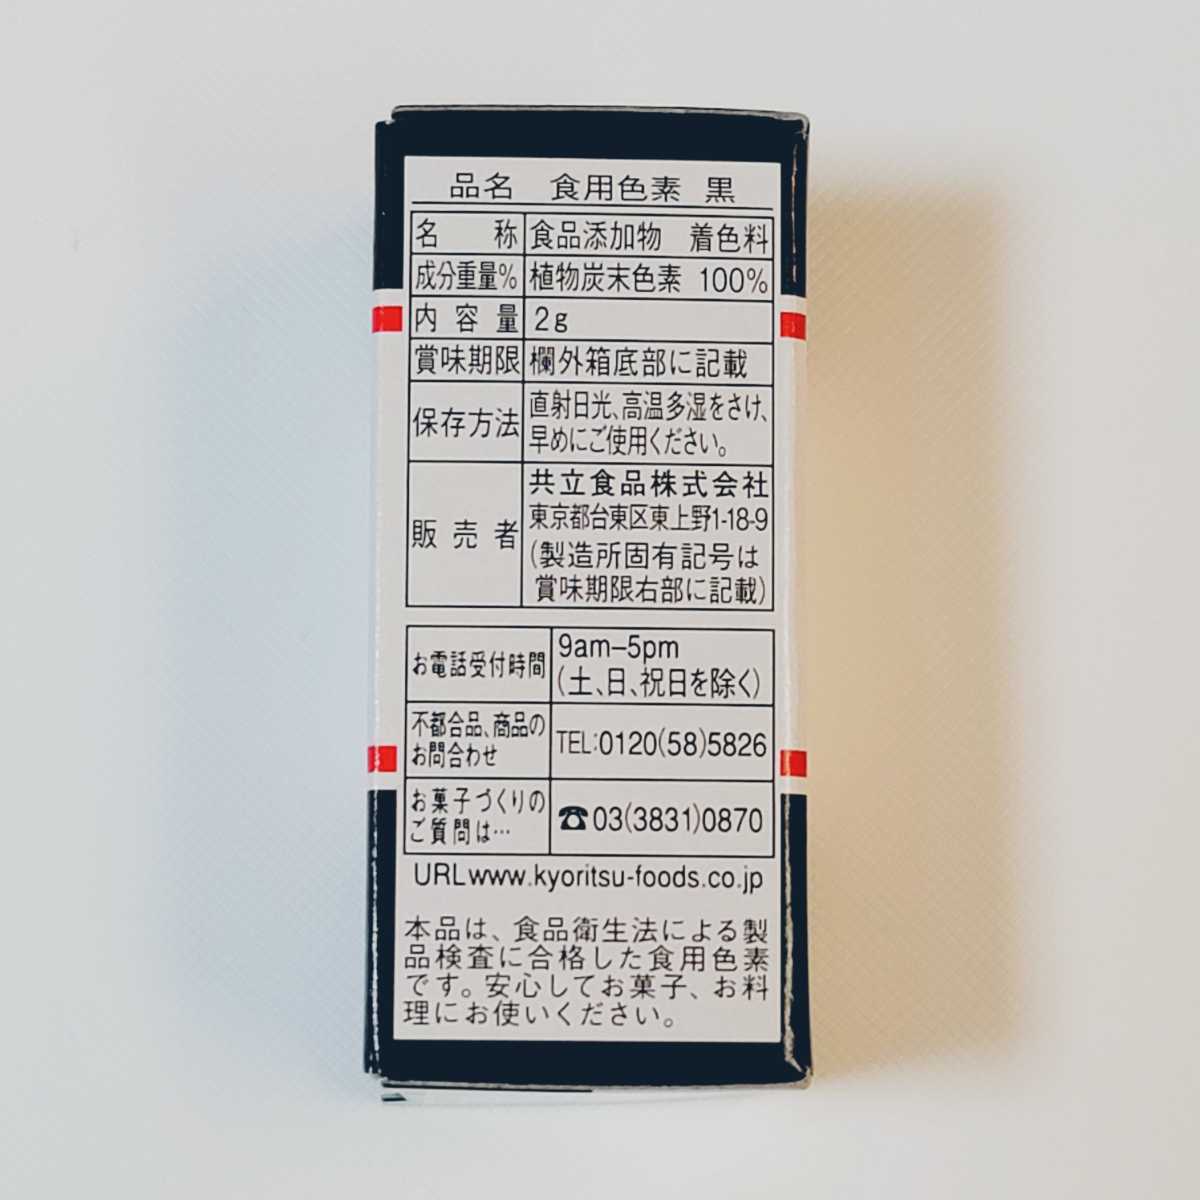 品名 食用色素 黒
名称 食品添加物 着色料
成分重量% 植物炭末色素 100%
内容量 2g
賞味期限 欄外箱底部に記載
保存方法 直射日光、高温多湿をさけ、
早めにご使用ください。
販売者 共立食品株式会社
東京都台東区東上野1-18-9
(製造所固有記号は
賞味期限右部に記載)
お電話受付時間 9am–5pm
(土、日、祝日を除く)
不都合品、商品の
お問合わせ TEL:0120(58)5826
お菓子づくりの
ご質問は… ☎03(3831)0870
URL www.kyoritsu-foods.co.jp
本品は、食品衛生法による製
品検査に合格した食用色素
です。安心してお菓子、お料
理にお使いください。